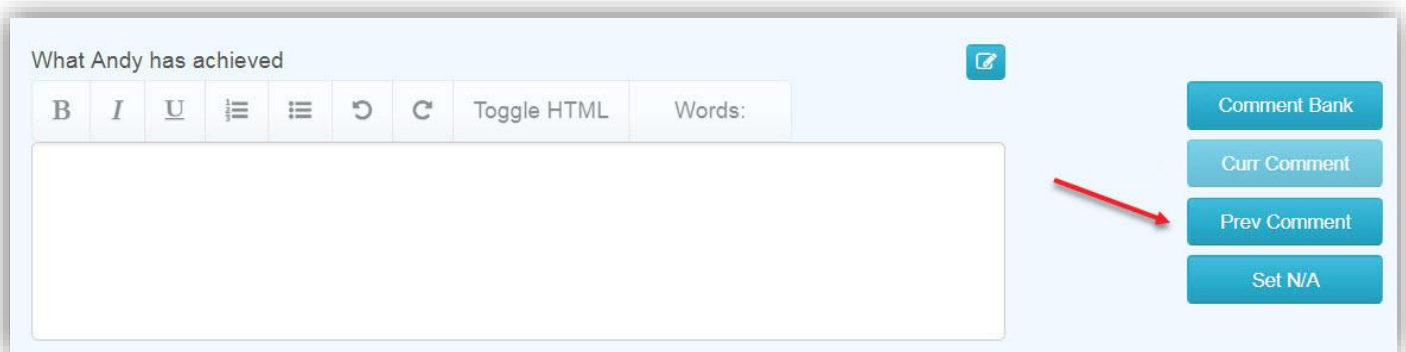 What Andy has achieved
B I U Toggle HTML Words:
Comment Bank
Curr Comment
Prev Comment
Set N/A